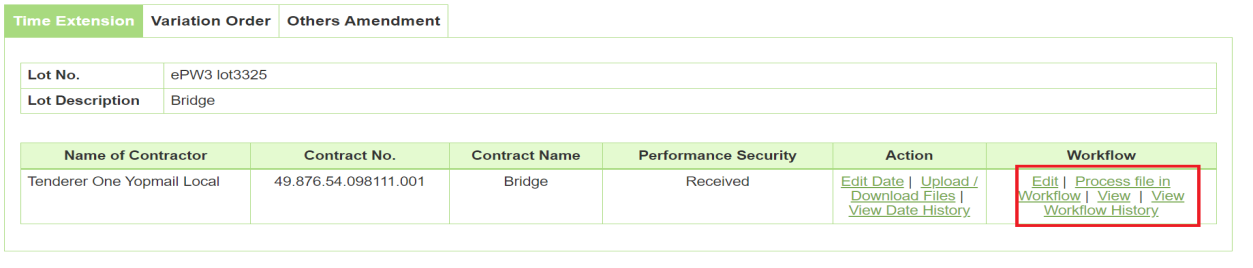 Time Extension Variation Order Others Amendment
Lot No. ePW3 lot3325
Lot Description Bridge
Name of Contractor Contract No. Contract Name Performance Security Action Workflow
Tenderer One Yopmail Local 49.876.54.098111.001 Bridge Received Edit Date | Upload / Edit | Process file in
Download Files | Workflow | View | View
View Date History Workflow History